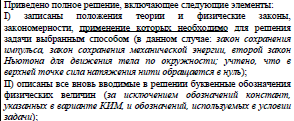 Приведено полное решение, включающее следующие элементы:
I) записаны положения теории и физические законы,
закономерности, применение которых необходимо для решения
задачи выбранным способом (в данном случае: закон сохранения
импульса, закон сохранения механической энергии, второй закон
Ньютона для движения тела по окружности; учтено, что в
верхней точке сила натяжения нити обращается в нуль);
II) описаны все вновь вводимые в решении буквенные обозначения
физических величин (за исключением обозначений констант,
указанных в варианте КИМ, и обозначений, используемых в условии
задачи);